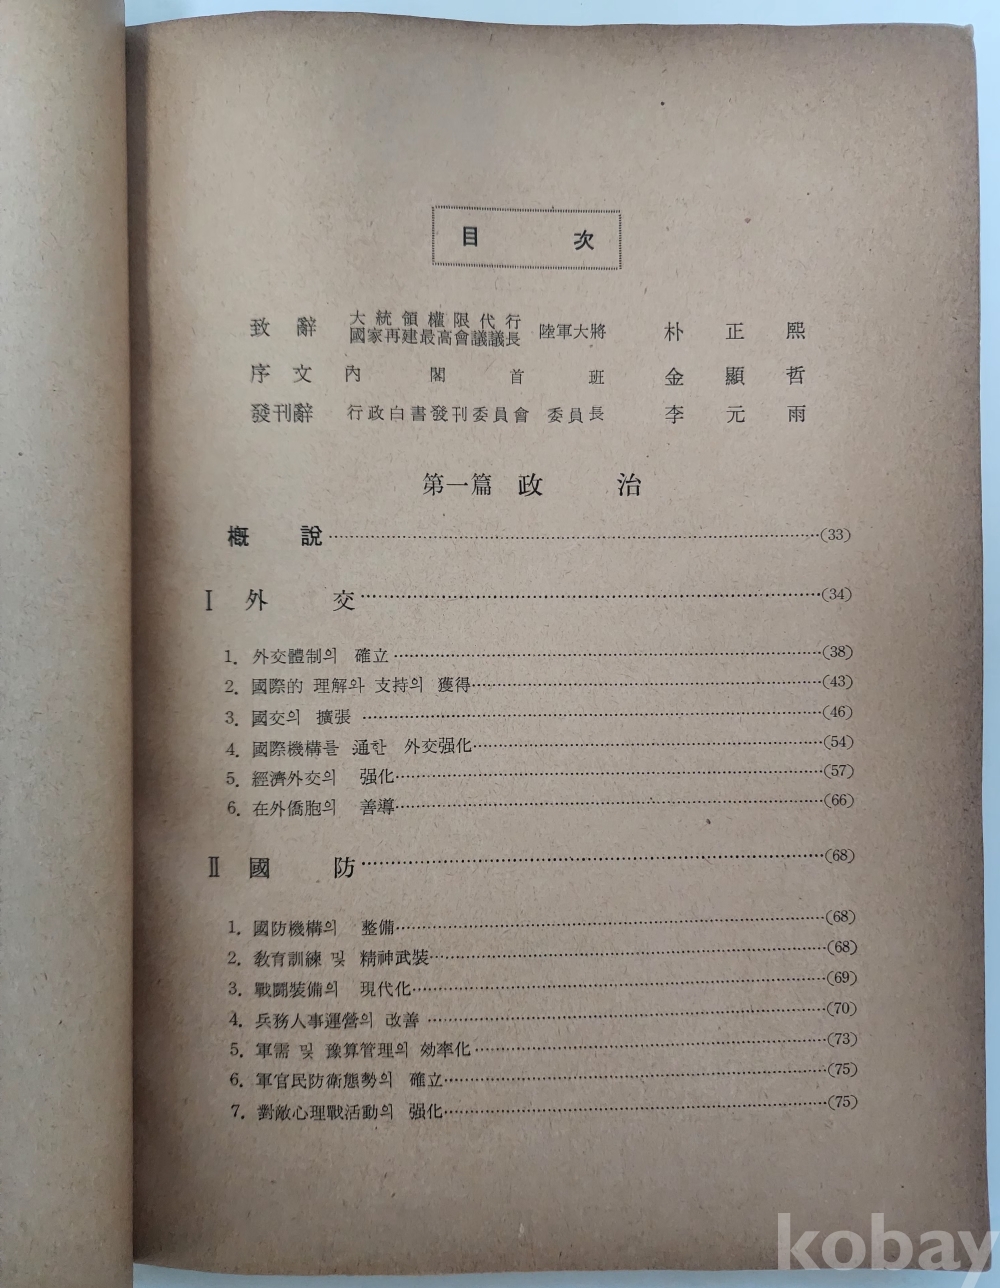 目 次
致辭 大統領權限代行 國家再建最高會議議長 陸軍大將 朴正熙
序文 內閣首班 金顯哲
發刊辭 行政白書發刊委員會 委員長 李元雨
第一篇 政治
槪說……(33)
Ⅰ 外交……(34)
1. 外交體制의 確立……(38)
2. 國際的 理解와 支持의 獲得……(43)
3. 國交의 擴張……(46)
4. 國際機構를 通한 外交强化……(54)
5. 經濟外交의 强化……(57)
6. 在外僑胞의 善導……(66)
Ⅱ 國防……(68)
1. 國防機構의 整備……(68)
2. 敎育訓練 및 精神武裝……(68)
3. 戰鬪裝備의 現代化……(69)
4. 兵務人事運營의 改善……(70)
5. 軍需 및 豫算管理의 効率化……(73)
6. 軍官民防衛態勢의 確立……(75)
7. 對敵心理戰活動의 强化……(75)
kobay